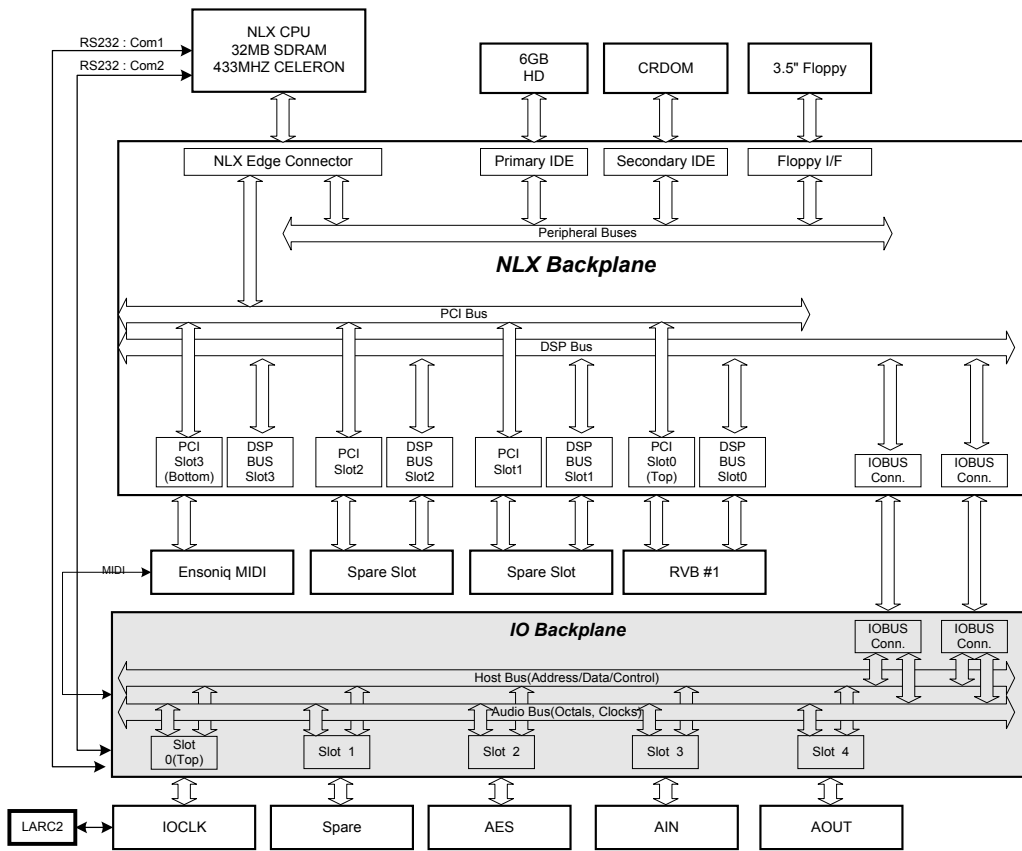 NLX CPU
32MB SDRAM
433MHZ CELERON
RS232 : Com1
RS232 : Com2
6GB
HD
CRDOM
3.5" Floppy
NLX Edge Connector
Primary IDE
Secondary IDE
Floppy I/F
Peripheral Buses
NLX Backplane
PCI Bus
DSP Bus
PCI
Slot3
(Bottom)
DSP
BUS
Slot3
PCI
Slot2
DSP
BUS
Slot2
PCI
Slot1
DSP
BUS
Slot1
PCI
Slot0
(Top)
DSP
BUS
Slot0
IOBUS
Conn.
IOBUS
Conn.
MIDI
Ensoniq MIDI
Spare Slot
Spare Slot
RVB #1
IO Backplane
IOBUS
Conn.
IOBUS
Conn.
Host Bus(Address/Data/Control)
Audio Bus(Octals, Clocks)
Slot
0(Top)
Slot 1
Slot 2
Slot 3
Slot 4
LARC2
IOCLK
Spare
AES
AIN
AOUT